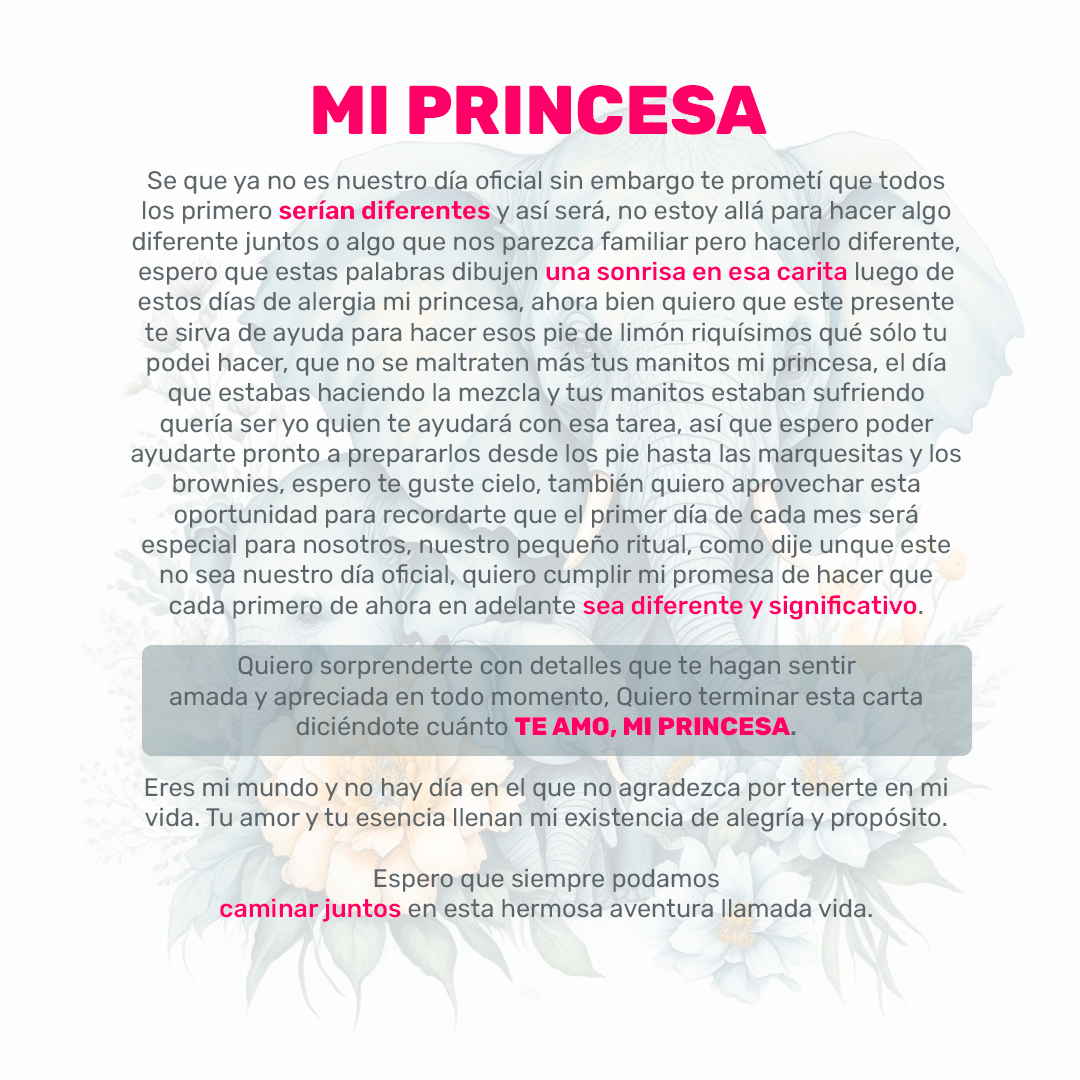 MI PRINCESA
Se que ya no es nuestro día oficial sin embargo te prometí que todos
los primero serían diferentes y así será, no estoy allá para hacer algo
diferente juntos o algo que nos parezca familiar pero hacerlo diferente,
espero que estas palabras dibujen una sonrisa en esa carita luego de
estos días de alergia mi princesa, ahora bien quiero que este presente
te sirva de ayuda para hacer esos pie de limón riquísimos qué sólo tu
podei hacer, que no se maltraten más tus manitos mi princesa, el día
que estabas haciendo la mezcla y tus manitos estaban sufriendo
quería ser yo quien te ayudará con esa tarea, así que espero poder
ayudarte pronto a prepararlos desde los pie hasta las marquesitas y los
brownies, espero te guste cielo, también quiero aprovechar esta
oportunidad para recordarte que el primer día de cada mes será
especial para nosotros, nuestro pequeño ritual, como dije unque este
no sea nuestro día oficial, quiero cumplir mi promesa de hacer que
cada primero de ahora en adelante sea diferente y significativo.
Quiero sorprenderte con detalles que te hagan sentir
amada y apreciada en todo momento, Quiero terminar esta carta
diciéndote cuánto TE AMO, MI PRINCESA.
Eres mi mundo y no hay día en el que no agradezca por tenerte en mi
vida. Tu amor y tu esencia llenan mi existencia de alegría y propósito.
Espero que siempre podamos
caminar juntos en esta hermosa aventura llamada vida.